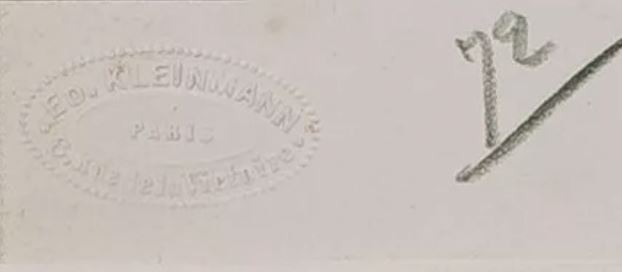 ED. KLEINMANN
PARIS
8, Rue de la Victoire
72